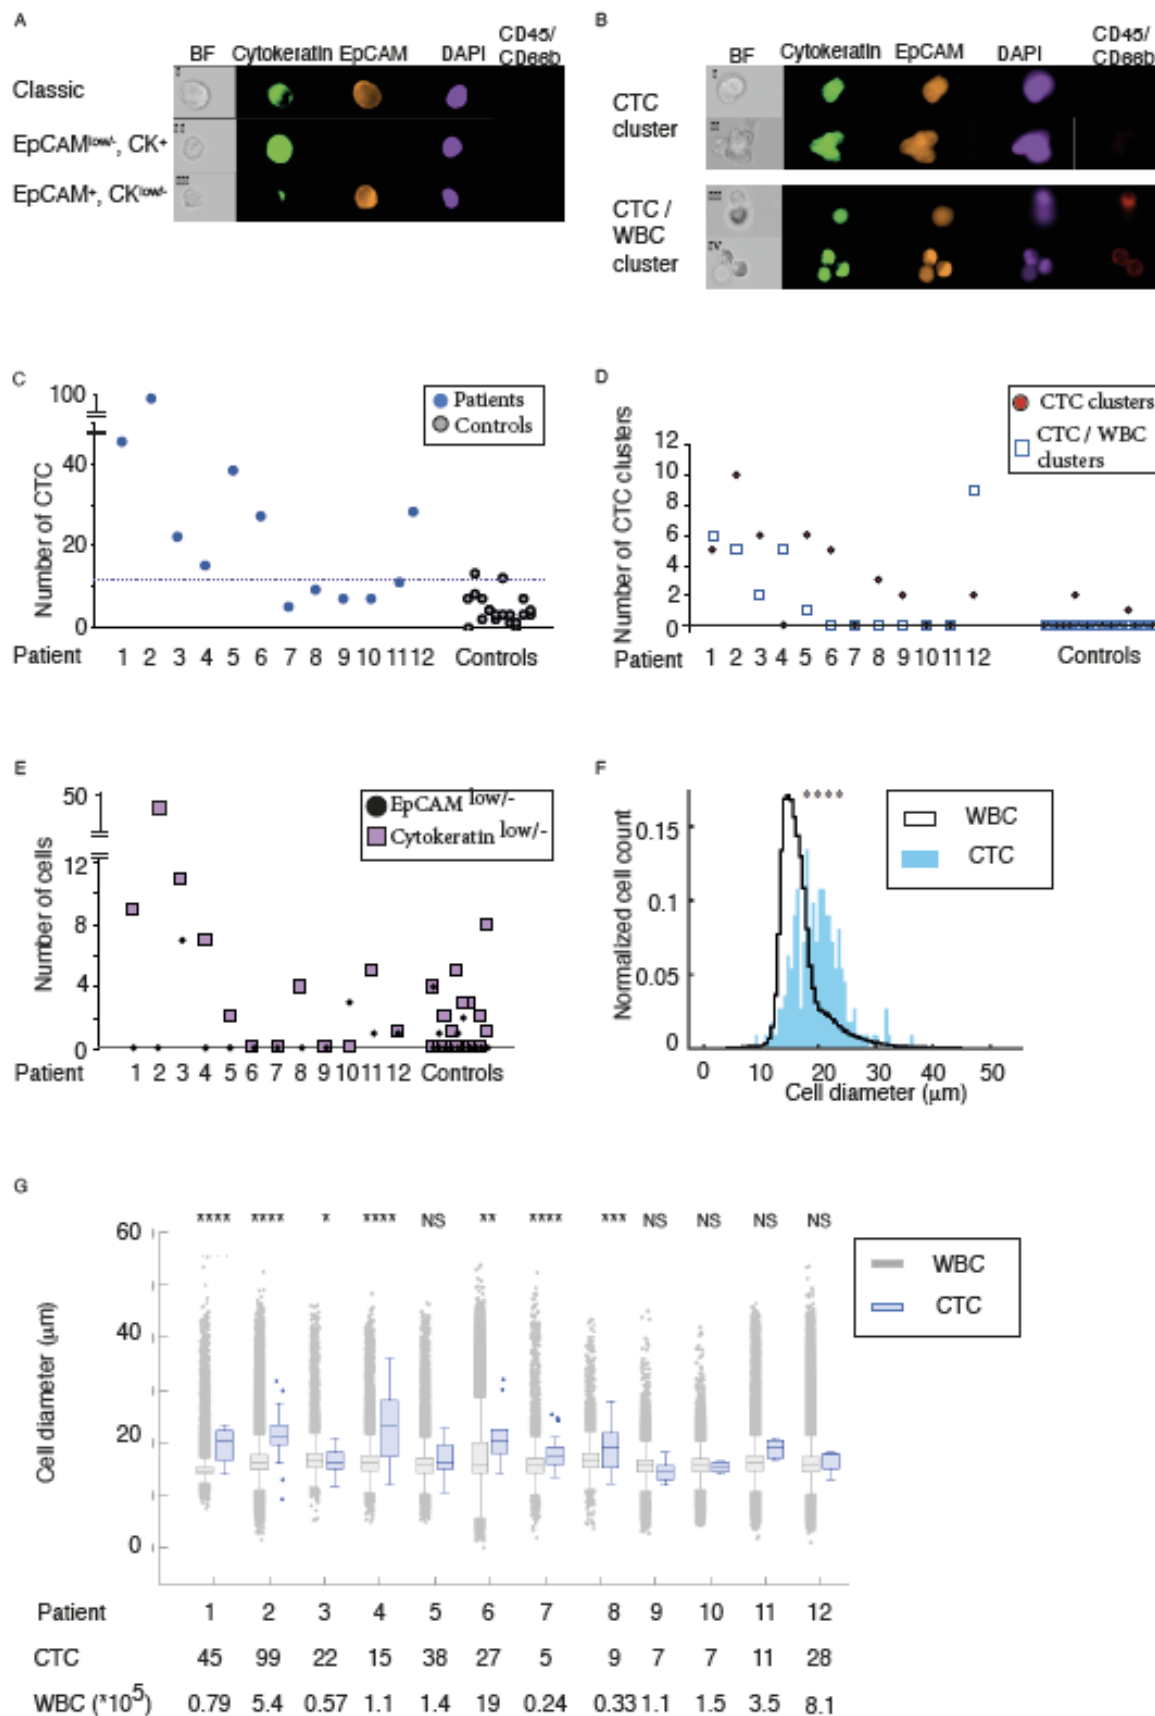 A
BF Cytokeratin EpCAM DAPI CD45/
CD66b
Classic
EpCAMlow/-, CK+
EpCAM+, CKlow/-
I
II
III
B
BF Cytokeratin EpCAM DAPI CD45/
CD66b
CTC
cluster
CTC /
WBC
cluster
I
II
III
IV
C
Number of CTC
100
40
20
0
Patients
Controls
Patient 1 2 3 4 5 6 7 8 9 10 11 12 Controls
D
Number of CTC clusters
12
10
8
6
4
2
0
CTC clusters
CTC / WBC
clusters
Patient 1 2 3 4 5 6 7 8 9 10 11 12 Controls
E
Number of cells
50
12
8
4
0
EpCAM low/-
Cytokeratin low/-
Patient 1 2 3 4 5 6 7 8 9 10 11 12 Controls
F
Normalized cell count
0.15
0.1
0.05
0
****
WBC
CTC
0 10 20 30 40 50
Cell diameter (μm)
G
Cell diameter (μm)
60
40
20
0
**** **** * **** NS ** **** *** NS NS NS NS
WBC
CTC
Patient 1 2 3 4 5 6 7 8 9 10 11 12
CTC 45 99 22 15 38 27 5 9 7 7 11 28
WBC (*10^5) 0.79 5.4 0.57 1.1 1.4 19 0.24 0.33 1.1 1.5 3.5 8.1